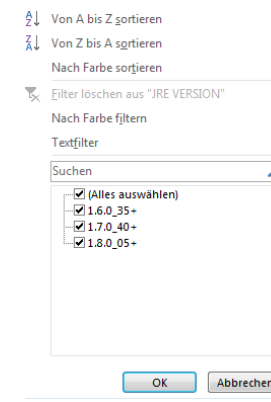 Von A bis Z sortieren
Von Z bis A sortieren
Nach Farbe sortieren
Filter löschen aus "JRE VERSION"
Nach Farbe filtern
Textfilter
Suchen
(Alles auswählen)
1.6.0_35+
1.7.0_40+
1.8.0_05+
OK
Abbrechen